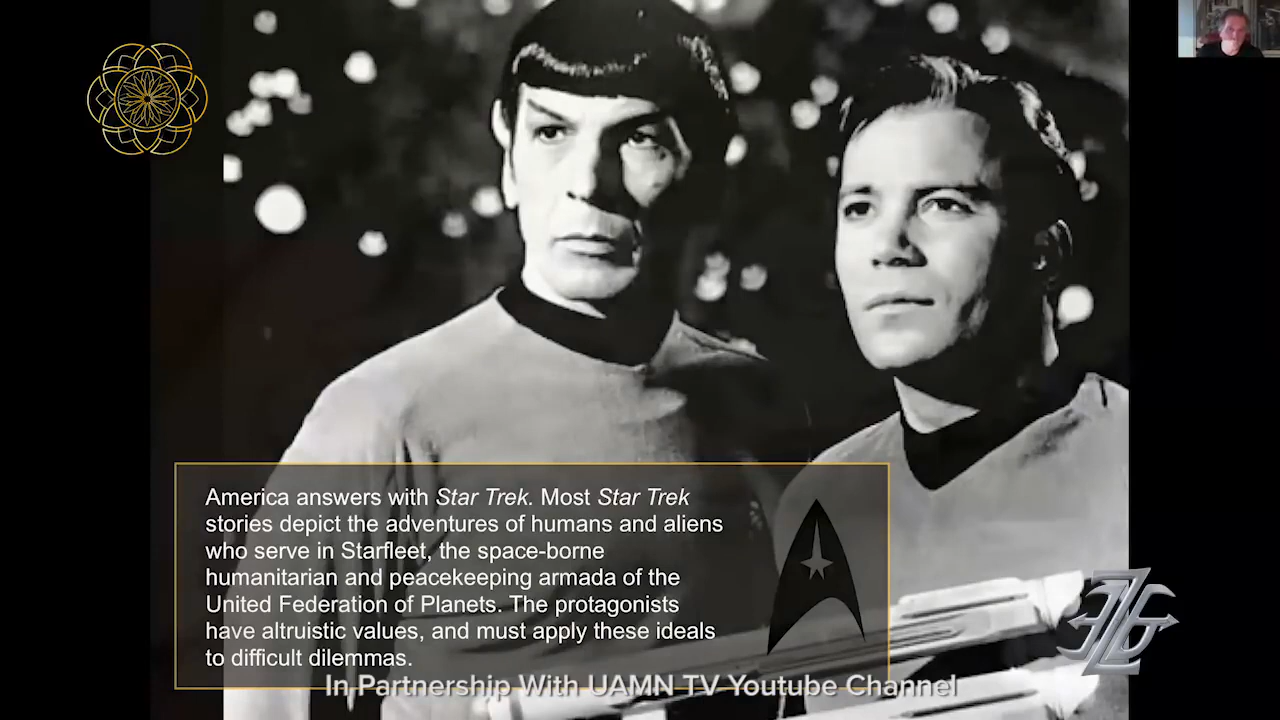 America answers with Star Trek. Most Star Trek
stories depict the adventures of humans and aliens
who serve in Starfleet, the space-borne
humanitarian and peacekeeping armada of the
United Federation of Planets. The protagonists
have altruistic values, and must apply these ideals
to difficult dilemmas.
In Partnership With UAMN TV Youtube Channel